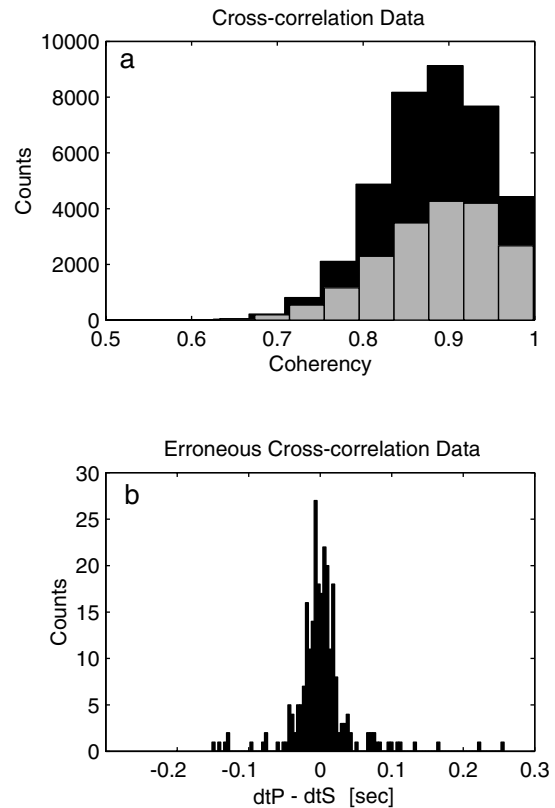 Cross-correlation Data
a
10000
8000
6000
4000
2000
0
Counts
0.5 0.6 0.7 0.8 0.9 1
Coherency
Erroneous Cross-correlation Data
b
30
25
20
15
10
5
0
Counts
-0.2 -0.1 0 0.1 0.2 0.3
dtP - dtS [sec]